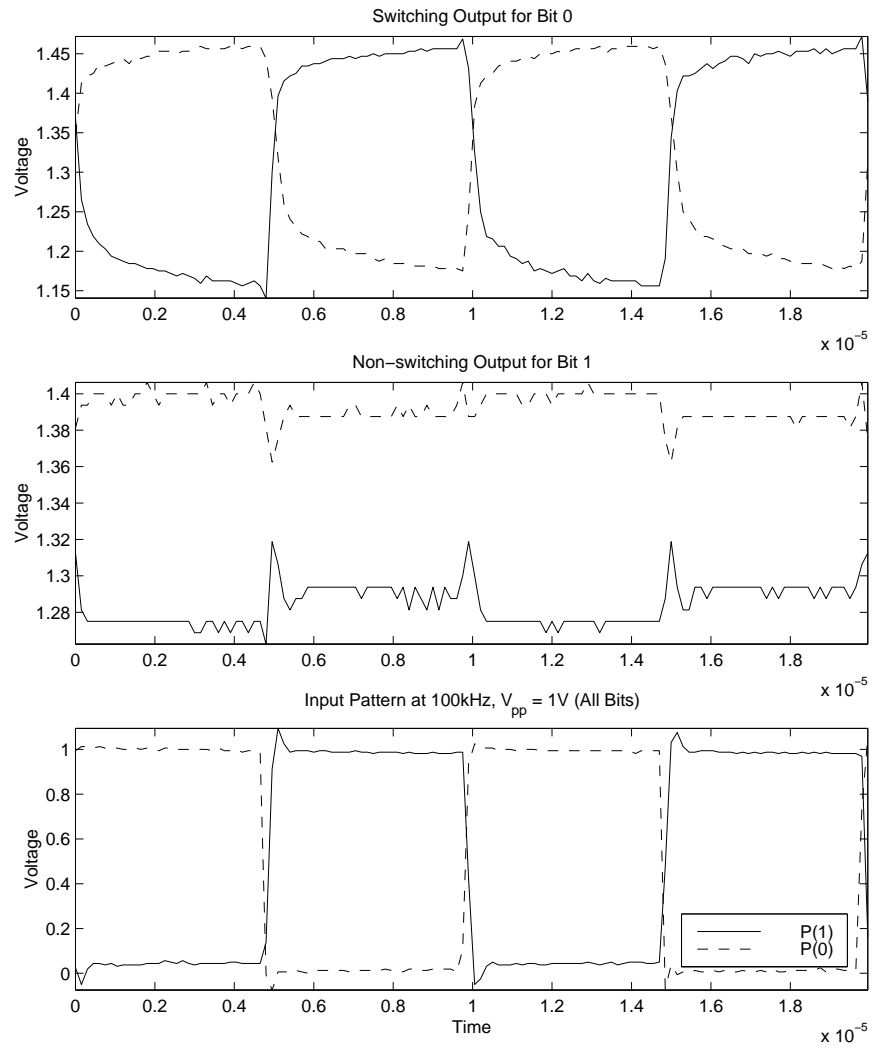 Switching Output for Bit 0
Voltage
1.45
1.4
1.35
1.3
1.25
1.2
1.15
0 0.2 0.4 0.6 0.8 1 1.2 1.4 1.6 1.8
x 10⁻⁵
Non−switching Output for Bit 1
Voltage
1.4
1.38
1.36
1.34
1.32
1.3
1.28
0 0.2 0.4 0.6 0.8 1 1.2 1.4 1.6 1.8
x 10⁻⁵
Input Pattern at 100kHz, Vpp = 1V (All Bits)
Voltage
1
0.8
0.6
0.4
0.2
0
P(1)
P(0)
0 0.2 0.4 0.6 0.8 1 1.2 1.4 1.6 1.8
Time
x 10⁻⁵